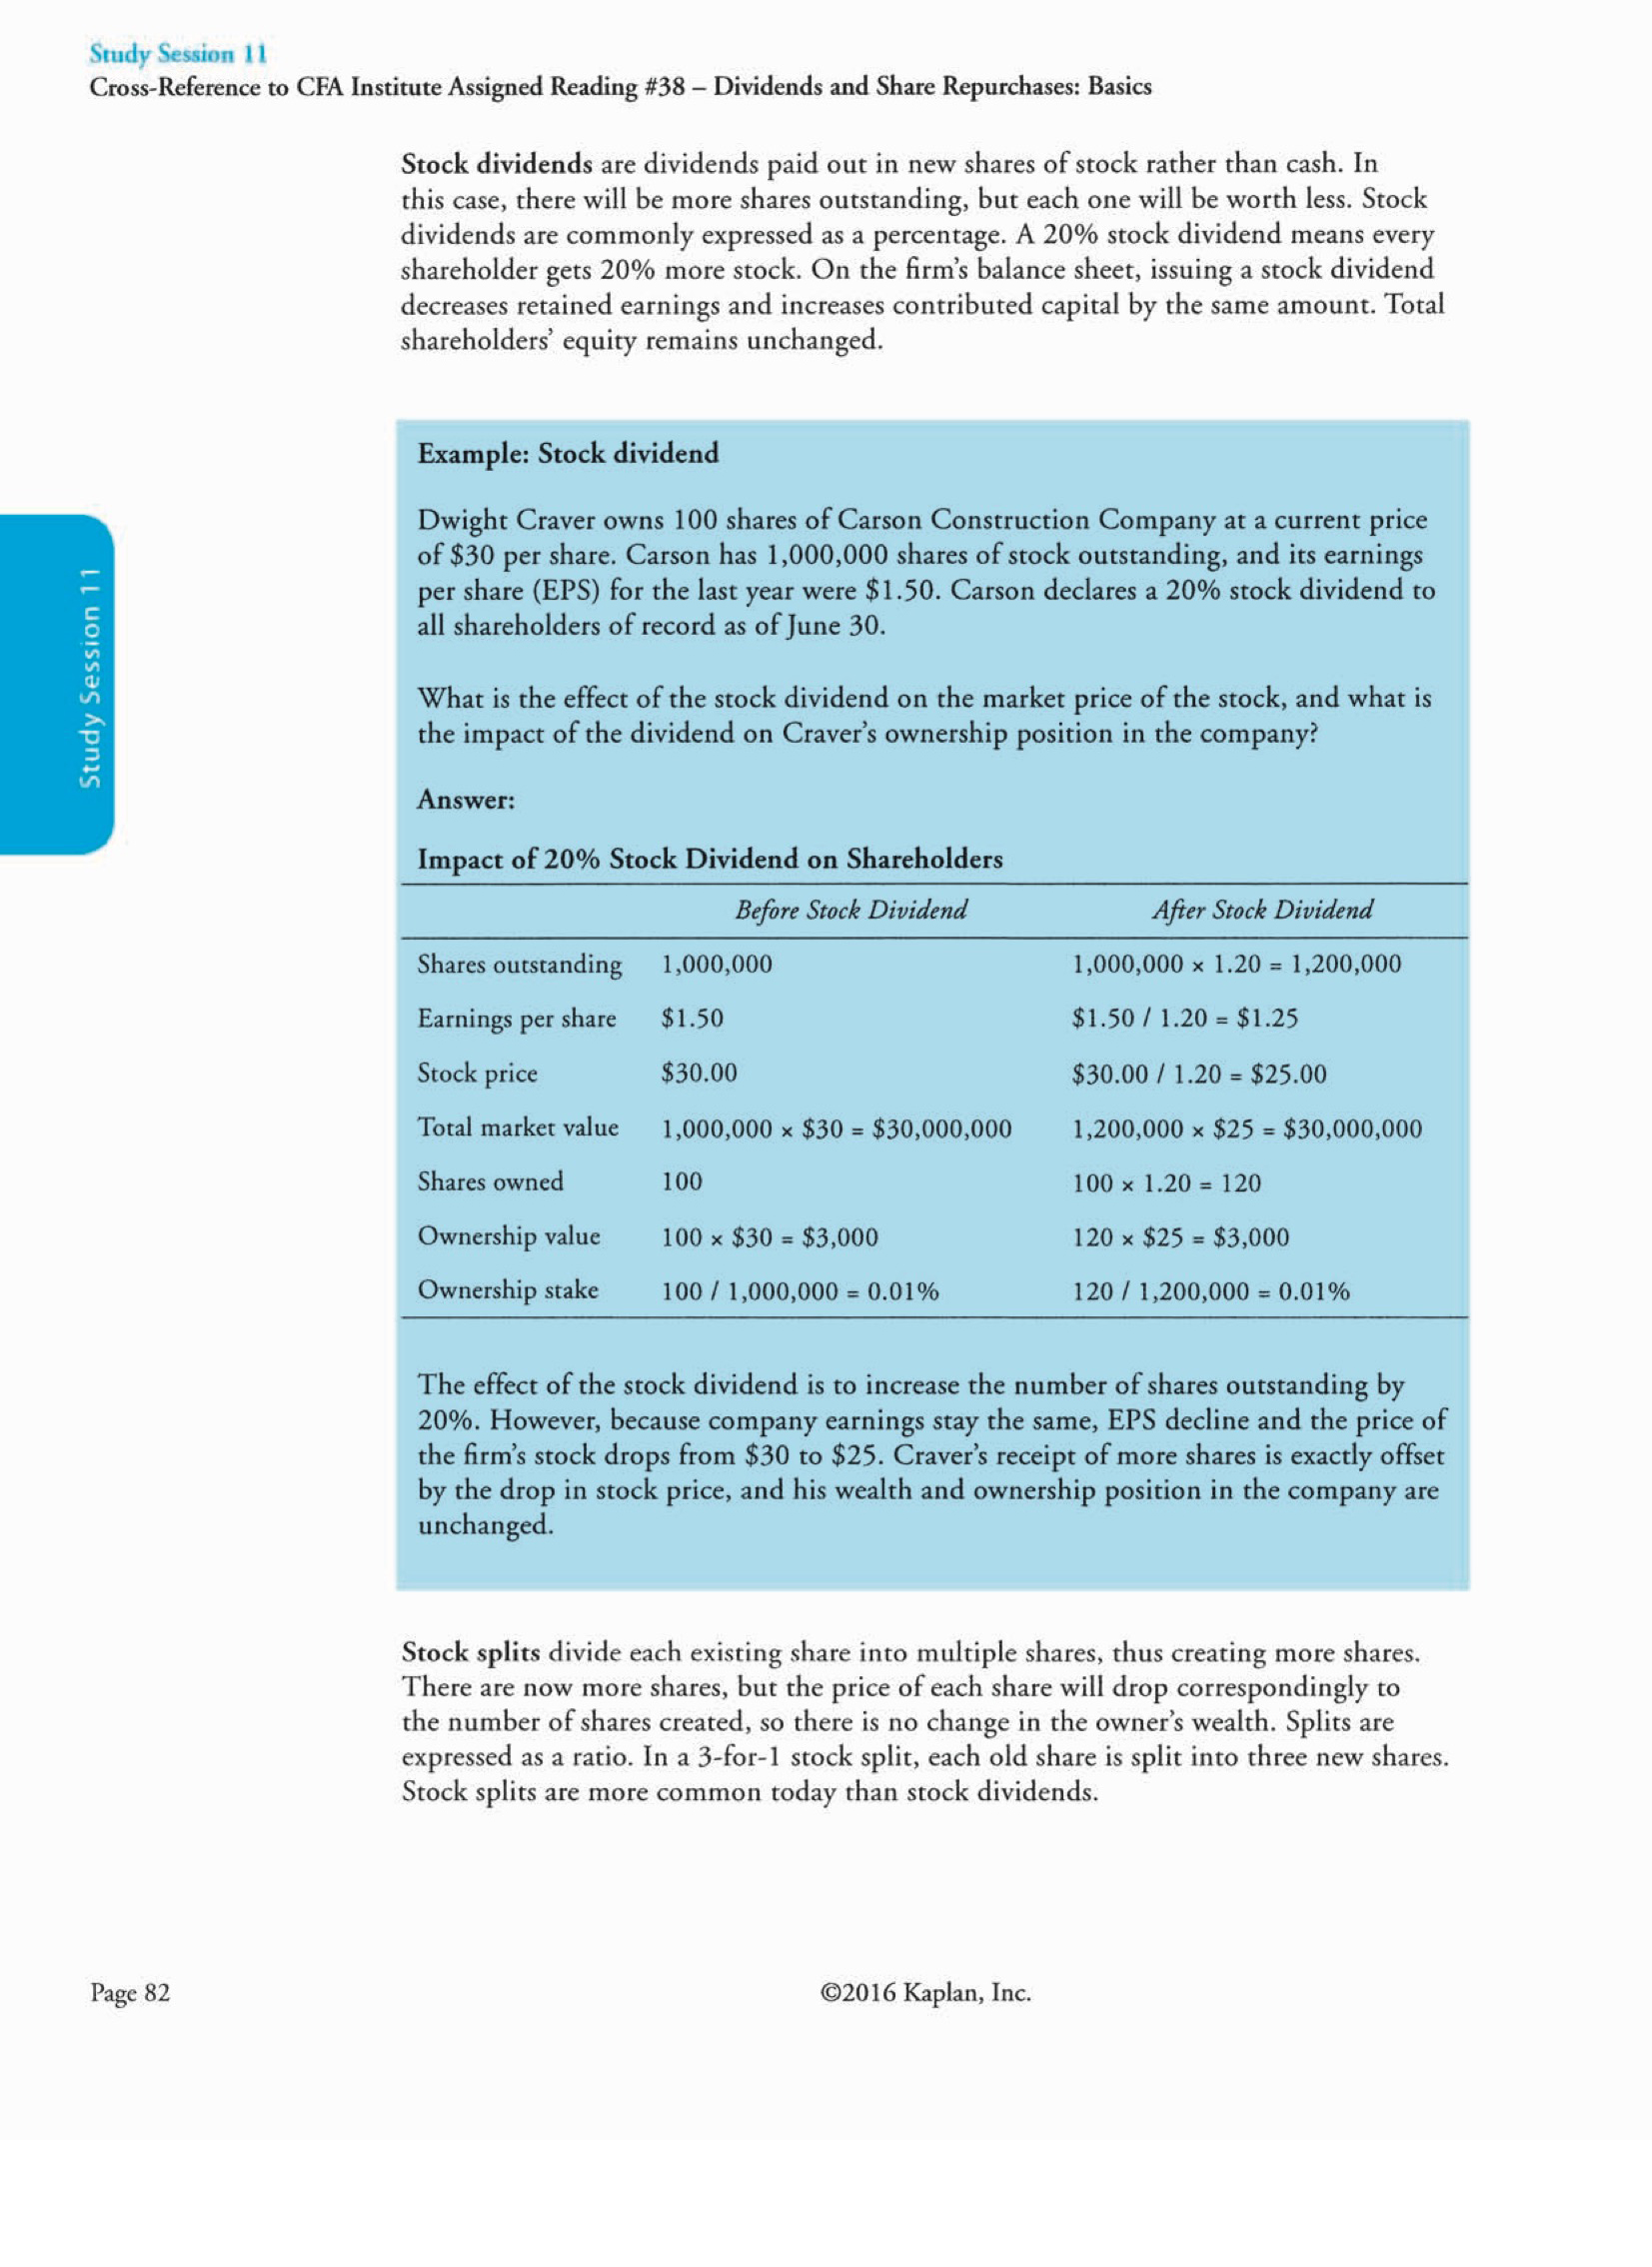 Study Session 11
Cross-Reference to CFA Institute Assigned Reading #38 – Dividends and Share Repurchases: Basics
Stock dividends are dividends paid out in new shares of stock rather than cash. In
this case, there will be more shares outstanding, but each one will be worth less. Stock
dividends are commonly expressed as a percentage. A 20% stock dividend means every
shareholder gets 20% more stock. On the firm's balance sheet, issuing a stock dividend
decreases retained earnings and increases contributed capital by the same amount. Total
shareholders' equity remains unchanged.
Example: Stock dividend
Dwight Craver owns 100 shares of Carson Construction Company at a current price
of $30 per share. Carson has 1,000,000 shares of stock outstanding, and its earnings
per share (EPS) for the last year were $1.50. Carson declares a 20% stock dividend to
all shareholders of record as of June 30.
What is the effect of the stock dividend on the market price of the stock, and what is
the impact of the dividend on Craver's ownership position in the company?
Answer:
Impact of 20% Stock Dividend on Shareholders
Before Stock Dividend After Stock Dividend
Shares outstanding 1,000,000 1,000,000 × 1.20 = 1,200,000
Earnings per share $1.50 $1.50 / 1.20 = $1.25
Stock price $30.00 $30.00 / 1.20 = $25.00
Total market value 1,000,000 × $30 = $30,000,000 1,200,000 × $25 = $30,000,000
Shares owned 100 100 × 1.20 = 120
Ownership value 100 × $30 = $3,000 120 × $25 = $3,000
Ownership stake 100 / 1,000,000 = 0.01% 120 / 1,200,000 = 0.01%
The effect of the stock dividend is to increase the number of shares outstanding by
20%. However, because company earnings stay the same, EPS decline and the price of
the firm's stock drops from $30 to $25. Craver's receipt of more shares is exactly offset
by the drop in stock price, and his wealth and ownership position in the company are
unchanged.
Stock splits divide each existing share into multiple shares, thus creating more shares.
There are now more shares, but the price of each share will drop correspondingly to
the number of shares created, so there is no change in the owner's wealth. Splits are
expressed as a ratio. In a 3-for-1 stock split, each old share is split into three new shares.
Stock splits are more common today than stock dividends.
Study Session 11
Page 82 ©2016 Kaplan, Inc.